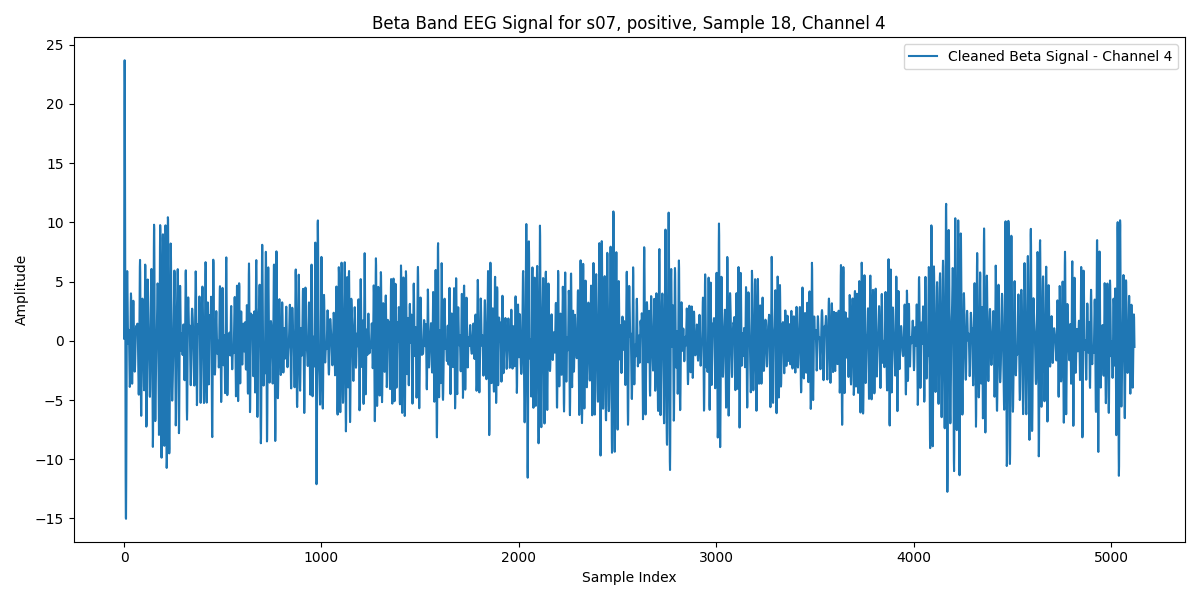 Beta Band EEG Signal for s07, positive, Sample 18, Channel 4
Cleaned Beta Signal - Channel 4
Amplitude
25
20
15
10
5
0
−5
−10
−15
0 1000 2000 3000 4000 5000
Sample Index